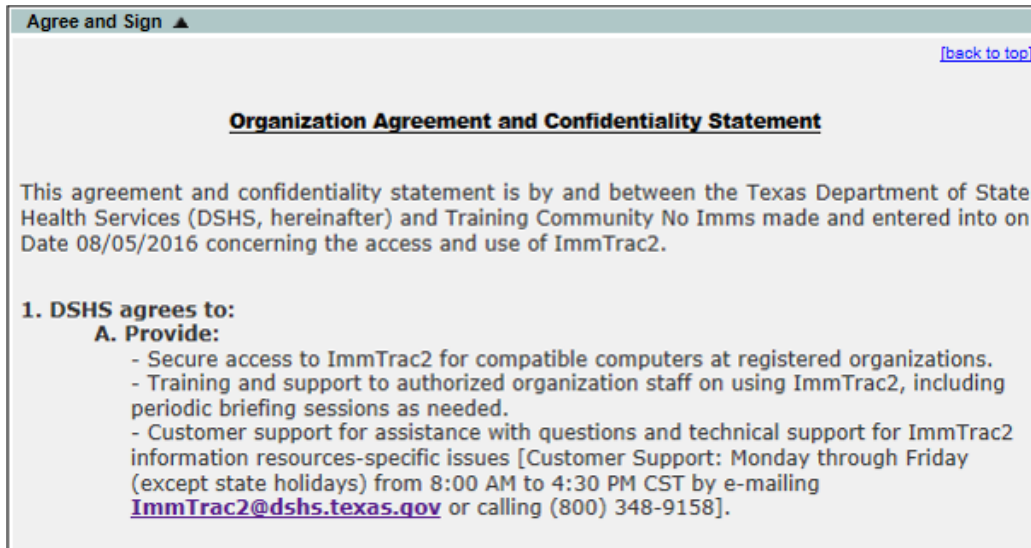 Agree and Sign ▲
[back to top]
Organization Agreement and Confidentiality Statement
This agreement and confidentiality statement is by and between the Texas Department of State
Health Services (DSHS, hereinafter) and Training Community No Imms made and entered into on
Date 08/05/2016 concerning the access and use of ImmTrac2.
1. DSHS agrees to:
A. Provide:
- Secure access to ImmTrac2 for compatible computers at registered organizations.
- Training and support to authorized organization staff on using ImmTrac2, including
periodic briefing sessions as needed.
- Customer support for assistance with questions and technical support for ImmTrac2
information resources-specific issues [Customer Support: Monday through Friday
(except state holidays) from 8:00 AM to 4:30 PM CST by e-mailing
ImmTrac2@dshs.texas.gov or calling (800) 348-9158].